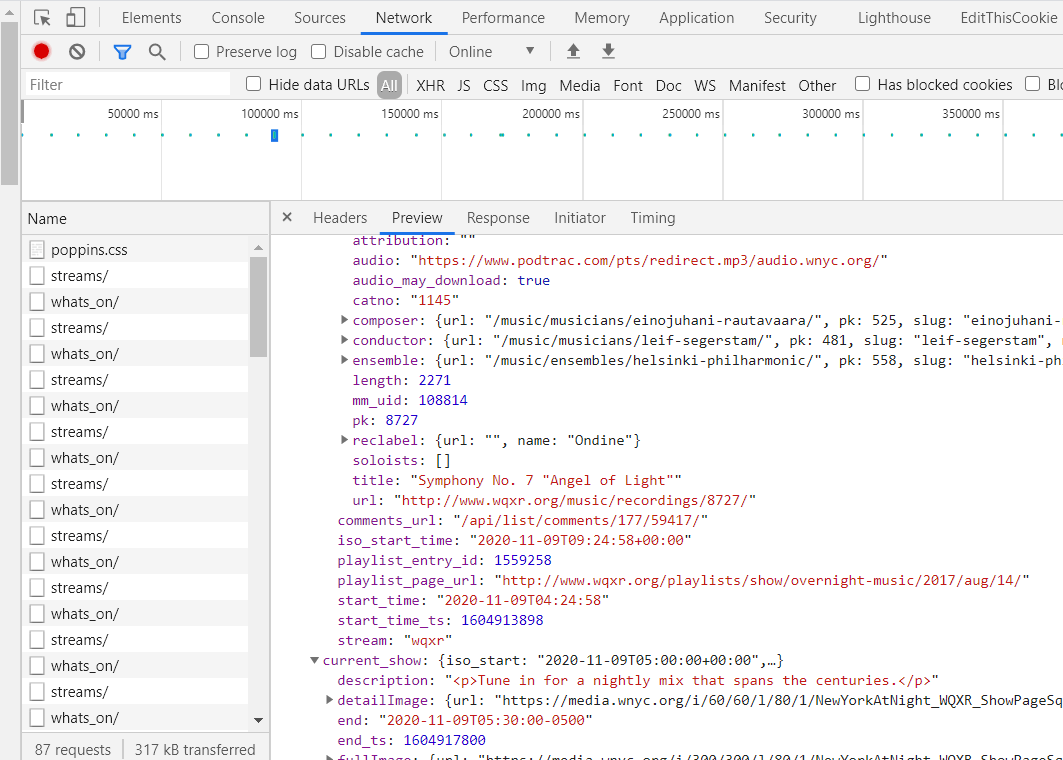 Elements Console Sources Network Performance Memory Application Security Lighthouse EditThisCookie
Preserve log Disable cache Online ▼
Filter Hide data URLs All XHR JS CSS Img Media Font Doc WS Manifest Other Has blocked cookies Blo
50000 ms 100000 ms 150000 ms 200000 ms 250000 ms 300000 ms 350000 ms
Name
poppins.css
streams/
whats_on/
streams/
whats_on/
streams/
whats_on/
streams/
whats_on/
streams/
whats_on/
streams/
whats_on/
streams/
whats_on/
streams/
whats_on/
streams/
whats_on/
87 requests 317 kB transferred
× Headers Preview Response Initiator Timing
attribution: ""
audio: "https://www.podtrac.com/pts/redirect.mp3/audio.wnyc.org/"
audio_may_download: true
catno: "1145"
▶composer: {url: "/music/musicians/einojuhani-rautavaara/", pk: 525, slug: "einojuhani-
▶conductor: {url: "/music/musicians/leif-segerstam/", pk: 481, slug: "leif-segerstam",
▶ensemble: {url: "/music/ensembles/helsinki-philharmonic/", pk: 558, slug: "helsinki-ph
length: 2271
mm_uid: 108814
pk: 8727
▶reclabel: {url: "", name: "Ondine"}
soloists: []
title: "Symphony No. 7 "Angel of Light""
url: "http://www.wqxr.org/music/recordings/8727/"
comments_url: "/api/list/comments/177/59417/"
iso_start_time: "2020-11-09T09:24:58+00:00"
playlist_entry_id: 1559258
playlist_page_url: "http://www.wqxr.org/playlists/show/overnight-music/2017/aug/14/"
start_time: "2020-11-09T04:24:58"
start_time_ts: 1604913898
stream: "wqxr"
▼current_show: {iso_start: "2020-11-09T05:00:00+00:00",…}
description: "<p>Tune in for a nightly mix that spans the centuries.</p>"
▶detailImage: {url: "https://media.wnyc.org/i/60/60/l/80/1/NewYorkAtNight_WQXR_ShowPageSq
end: "2020-11-09T05:30:00-0500"
end_ts: 1604917800
▶fullImage: {url: "https://media.wnyc.org/i/300/300/l/80/1/NewYorkAtNight_WQXR_ShowPageS